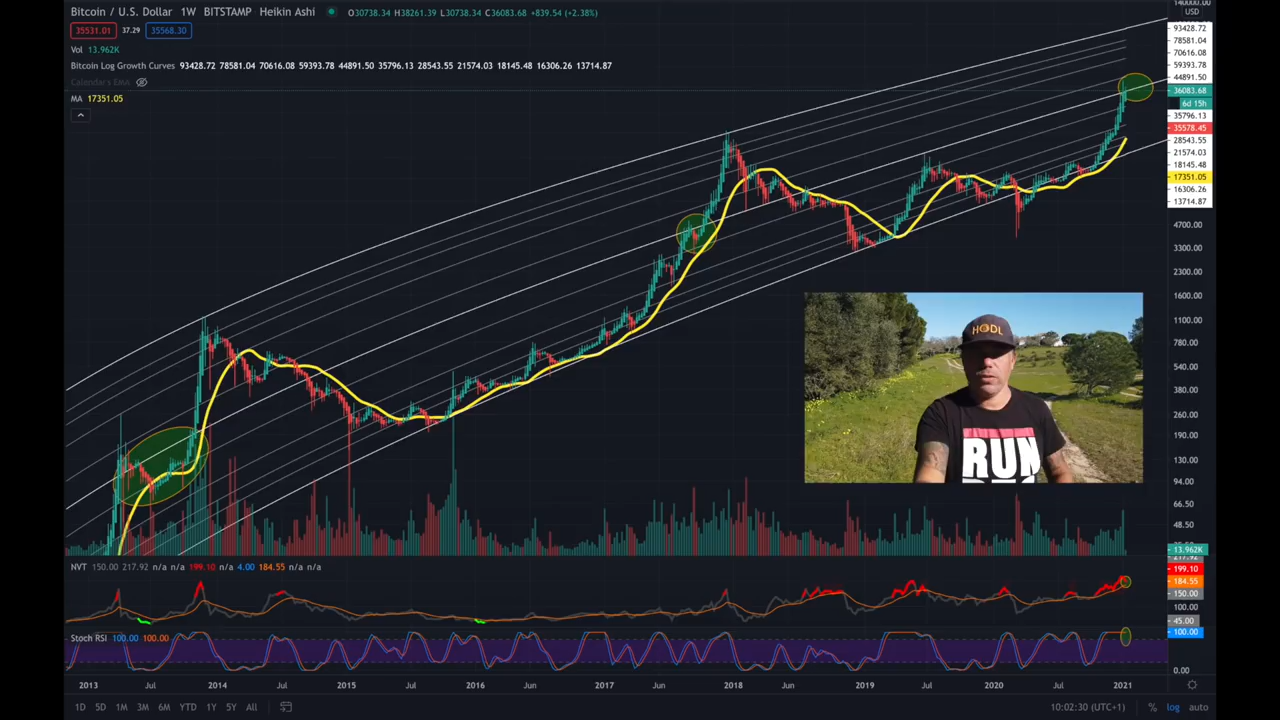 Bitcoin / U.S. Dollar 1W BITSTAMP Heikin Ashi O30738.34 H38261.39 L30738.34 C36083.68 +839.54 (+2.38%)
35531.01 37.29 35568.30
Vol 13.962K
Bitcoin Log Growth Curves 93428.72 78581.04 70616.08 59393.78 44891.50 35796.13 28543.55 21574.03 18145.48 16306.26 13714.87
MA 17351.05
140000.00
USD
93428.72
78581.04
70616.08
59393.78
44891.50
36083.68
6d 15h
35796.13
35578.45
28543.55
21574.03
18145.48
17351.05
16306.26
13714.87
4700.00
3300.00
2300.00
1600.00
1100.00
780.00
540.00
380.00
260.00
190.00
130.00
94.00
66.50
48.50
13.962K
217.92
HODL
RUN
NVT 150.00 217.92 n/a n/a 199.10 n/a 4.00 184.55 n/a n/a
199.10
184.55
150.00
100.00
45.00
Stoch RSI 100.00 100.00
100.00
0.00
2013 Jul 2014 Jul 2015 Jul 2016 Jun 2017 Jun 2018 Jun 2019 Jul 2020 Jul 2021
1D 5D 1M 3M 6M YTD 1Y 5Y All 10:02:30 (UTC+1) % log auto